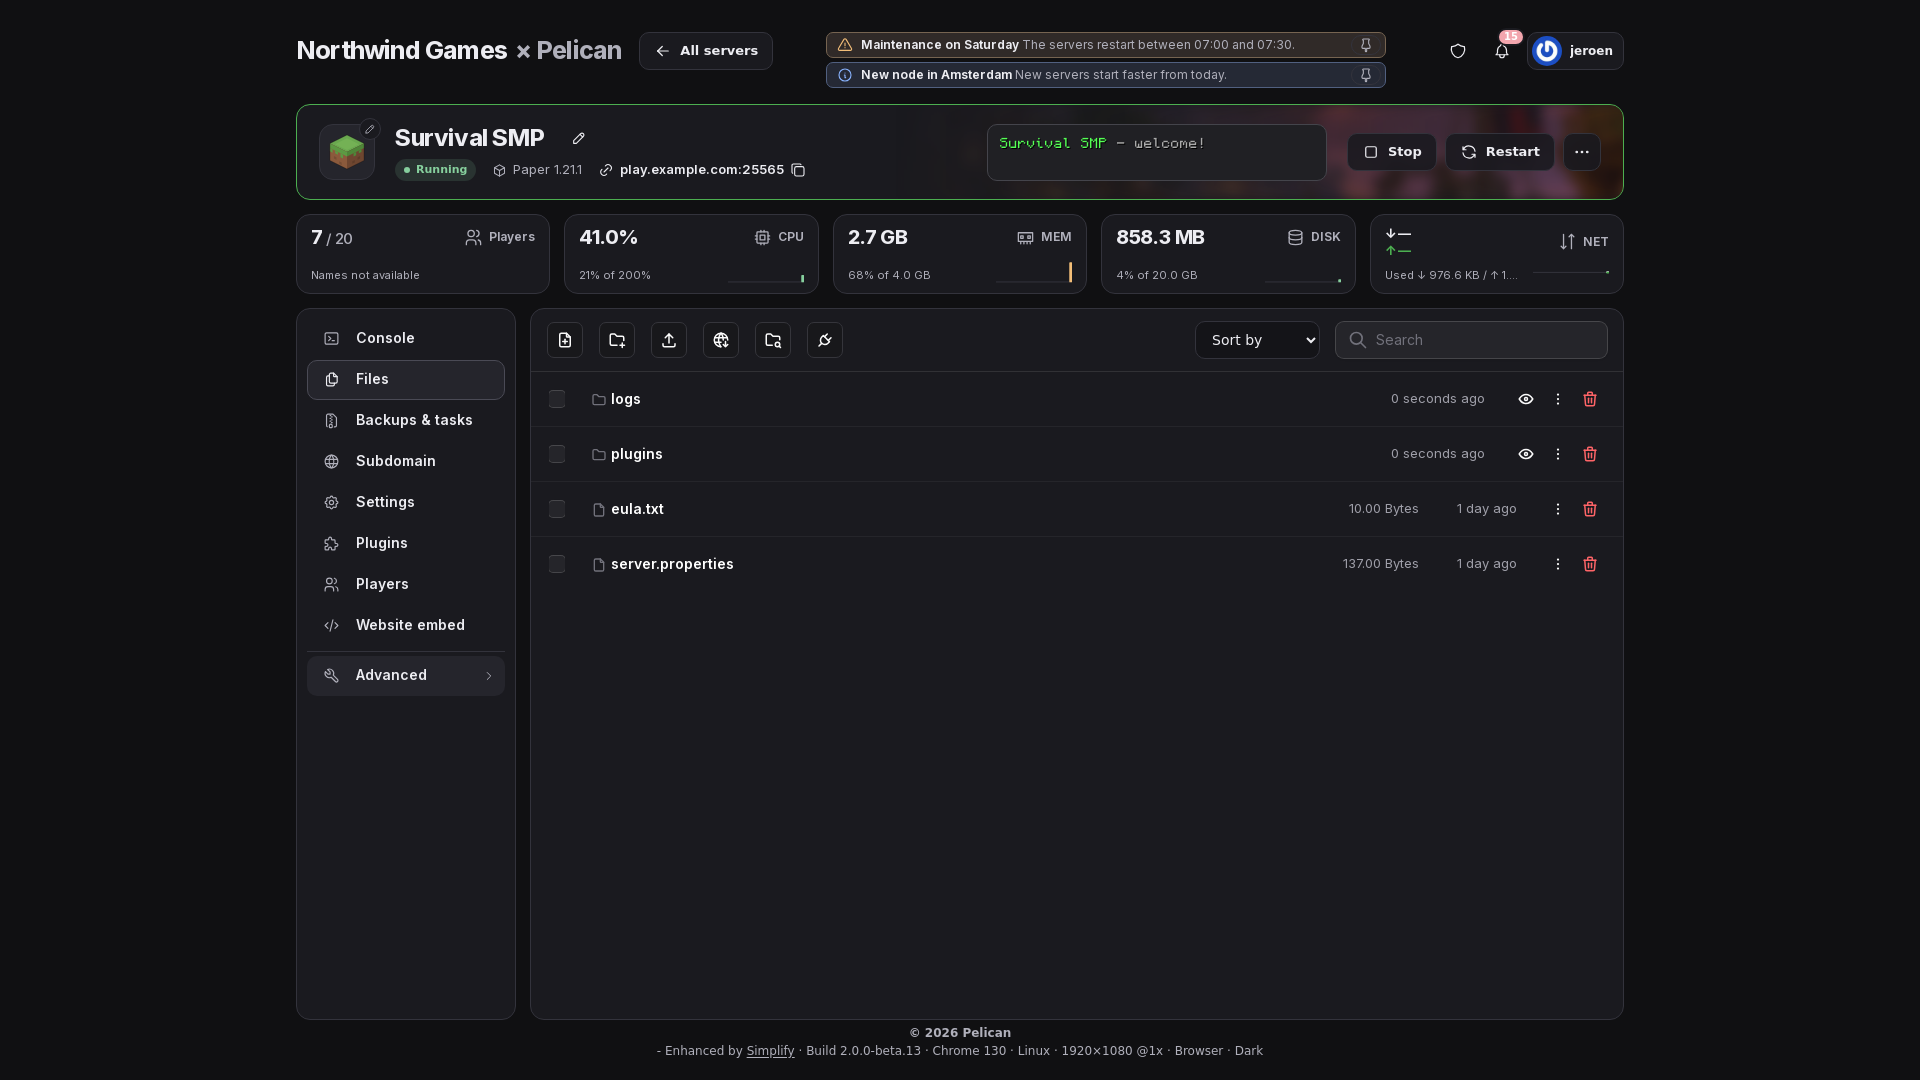 Northwind Games × Pelican
All servers
Maintenance on Saturday The servers restart between 07:00 and 07:30.
New node in Amsterdam New servers start faster from today.
15
jeroen
Survival SMP
Running
Paper 1.21.1
play.example.com:25565
Survival SMP - welcome!
Stop
Restart
7 / 20
Players
Names not available
41.0%
CPU
21% of 200%
2.7 GB
MEM
68% of 4.0 GB
858.3 MB
DISK
4% of 20.0 GB
↓—
↑—
NET
Used ↓ 976.6 KB / ↑ 1....
Console
Files
Backups & tasks
Subdomain
Settings
Plugins
Players
Website embed
Advanced
Sort by
Search
logs
0 seconds ago
plugins
0 seconds ago
eula.txt
10.00 Bytes
1 day ago
server.properties
137.00 Bytes
1 day ago
© 2026 Pelican
- Enhanced by Simplify · Build 2.0.0-beta.13 · Chrome 130 · Linux · 1920×1080 @1x · Browser · Dark